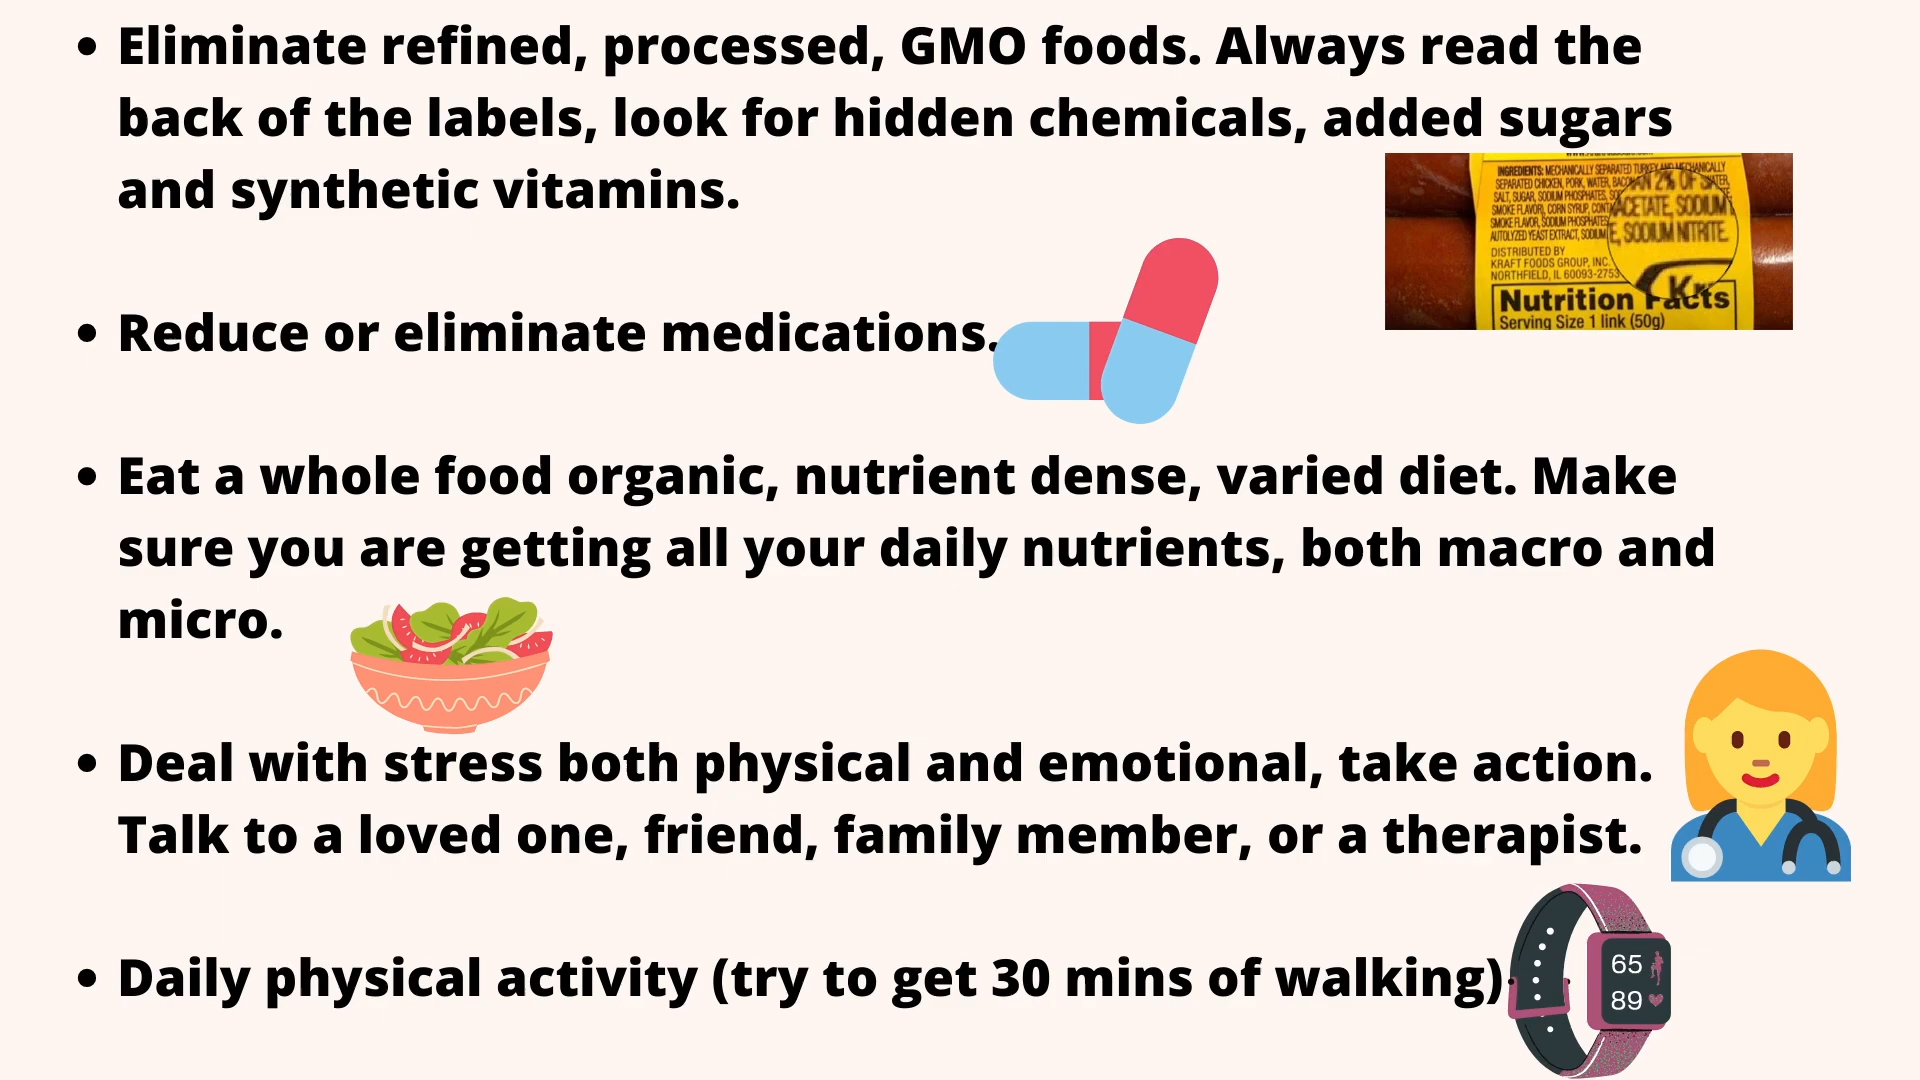 • Eliminate refined, processed, GMO foods. Always read the
back of the labels, look for hidden chemicals, added sugars
and synthetic vitamins.
INGREDIENTS: MECHANICALLY SEPARATED TURKEY AND MECHANICALLY
SEPARATED CHICKEN, PORK, WATER,
SALT, SUGAR, SODIUM PHOSPHATES,
SMOKE FLAVOR), CORN SYRUP,
SMOKE FLAVOR, SODIUM PHOSPHATES
AUTOLYZED YEAST EXTRACT, SODIUM
2% OF
ACETATE, SODIUM
E, SODIUM NITRITE.
DISTRIBUTED BY
KRAFT FOODS GROUP, INC.
NORTHFIELD, IL 60093-2753
Nutrition Facts
Serving Size 1 link (50g)
• Reduce or eliminate medications.
• Eat a whole food organic, nutrient dense, varied diet. Make
sure you are getting all your daily nutrients, both macro and
micro.
• Deal with stress both physical and emotional, take action.
Talk to a loved one, friend, family member, or a therapist.
• Daily physical activity (try to get 30 mins of walking).
65
89